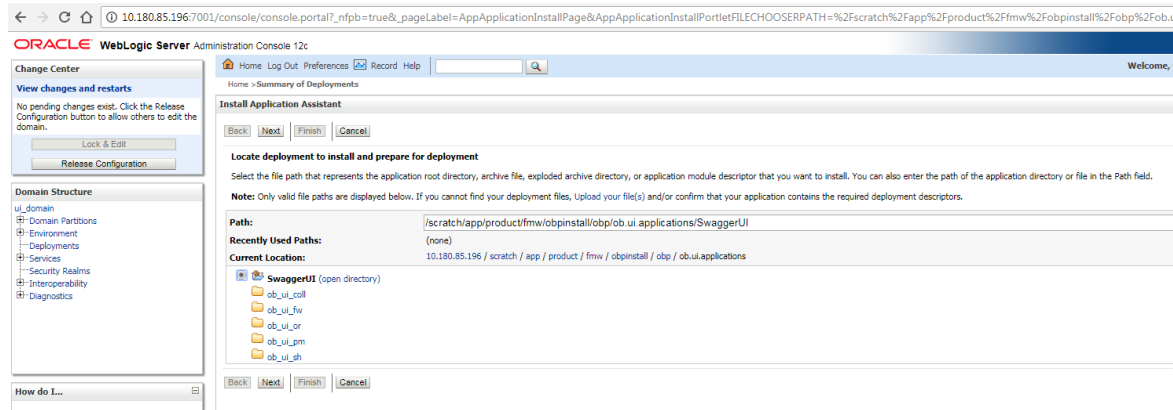 10.180.85.196:7001/console/console.portal?_nfpb=true&_pageLabel=AppApplicationInstallPage&AppApplicationInstallPortletFILECHOOSERPATH=%2Fscratch%2Fapp%2Fproduct%2Ffmw%2Fobpinstall%2Fobp%2Fob.u
ORACLE WebLogic Server Administration Console 12c
Change Center
View changes and restarts
No pending changes exist. Click the Release
Configuration button to allow others to edit the
domain.
Lock & Edit
Release Configuration
Domain Structure
ui_domain
Domain Partitions
Environment
Deployments
Services
Security Realms
Interoperability
Diagnostics
How do I...
Home Log Out Preferences Record Help
Welcome,
Home >Summary of Deployments
Install Application Assistant
Back Next Finish Cancel
Locate deployment to install and prepare for deployment
Select the file path that represents the application root directory, archive file, exploded archive directory, or application module descriptor that you want to install. You can also enter the path of the application directory or file in the Path field.
Note: Only valid file paths are displayed below. If you cannot find your deployment files, Upload your file(s) and/or confirm that your application contains the required deployment descriptors.
Path: /scratch/app/product/fmw/obpinstall/obp/ob.ui.applications/SwaggerUI
Recently Used Paths: (none)
Current Location: 10.180.85.196 / scratch / app / product / fmw / obpinstall / obp / ob.ui.applications
SwaggerUI (open directory)
ob_ui_coll
ob_ui_fw
ob_ui_or
ob_ui_pm
ob_ui_sh
Back Next Finish Cancel